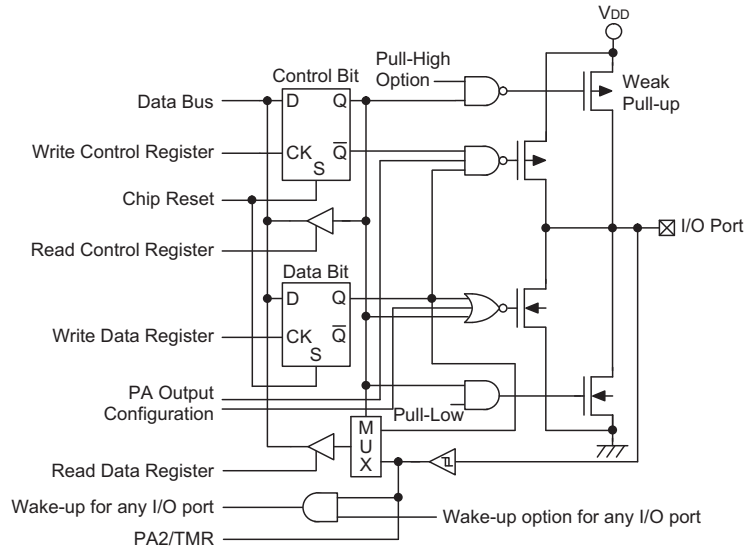 VDD
Pull-High
Option
Control Bit
Weak
Pull-up
Data Bus
D
Q
Write Control Register
CK
Q
S
Chip Reset
I/O Port
Read Control Register
Data Bit
D
Q
Write Data Register
CK
Q
S
PA Output
Configuration
Pull-Low
M
U
X
Read Data Register
Wake-up for any I/O port
Wake-up option for any I/O port
PA2/TMR